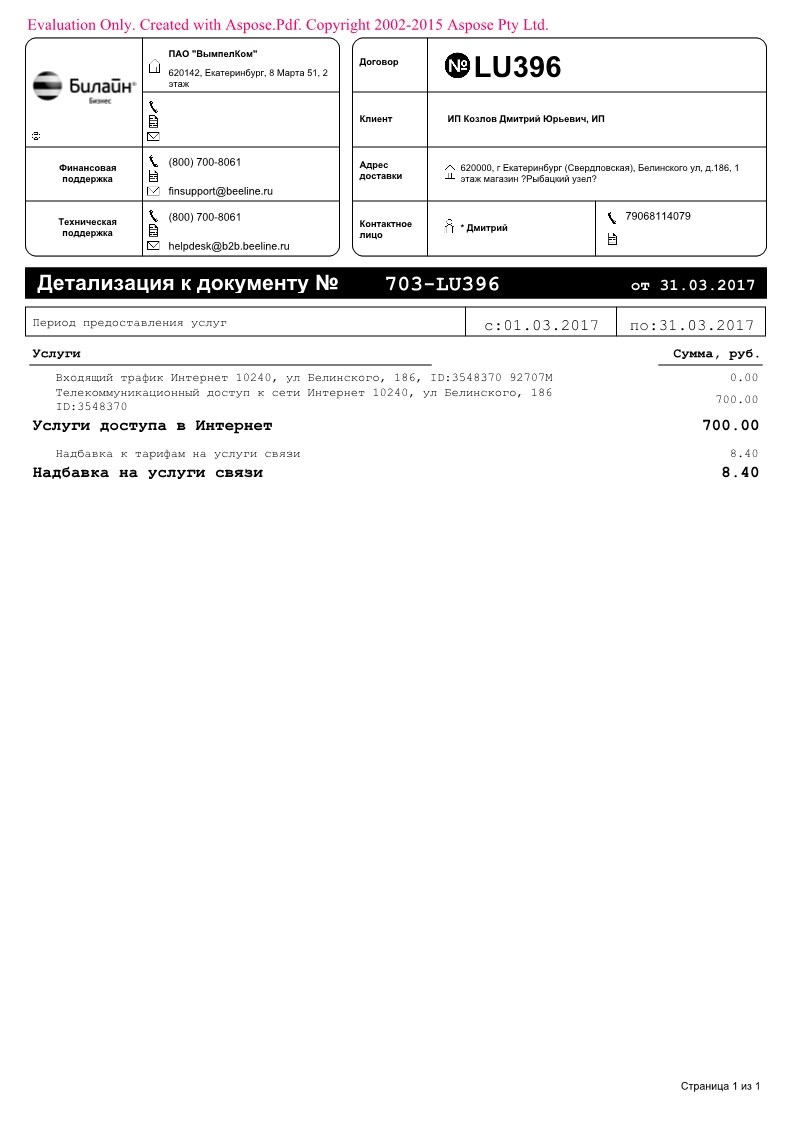 Evaluation Only. Created with Aspose.Pdf. Copyright 2002-2015 Aspose Pty Ltd.
Билайн®
Бизнес
ПАО "ВымпелКом"
620142, Екатеринбург, 8 Марта 51, 2
этаж
Финансовая
поддержка
(800) 700-8061
finsupport@beeline.ru
Техническая
поддержка
(800) 700-8061
helpdesk@b2b.beeline.ru
Договор
№ LU396
Клиент
ИП Козлов Дмитрий Юрьевич, ИП
Адрес
доставки
620000, г Екатеринбург (Свердловская), Белинского ул, д.186, 1
этаж магазин ?Рыбацкий узел?
Контактное
лицо
* Дмитрий
79068114079
Детализация к документу № 703-LU396 от 31.03.2017
Период предоставления услуг с:01.03.2017 по:31.03.2017
Услуги Сумма, руб.
Входящий трафик Интернет 10240, ул Белинского, 186, ID:3548370 92707М 0.00
Телекоммуникационный доступ к сети Интернет 10240, ул Белинского, 186
ID:3548370 700.00
Услуги доступа в Интернет 700.00
Надбавка к тарифам на услуги связи 8.40
Надбавка на услуги связи 8.40
Страница 1 из 1